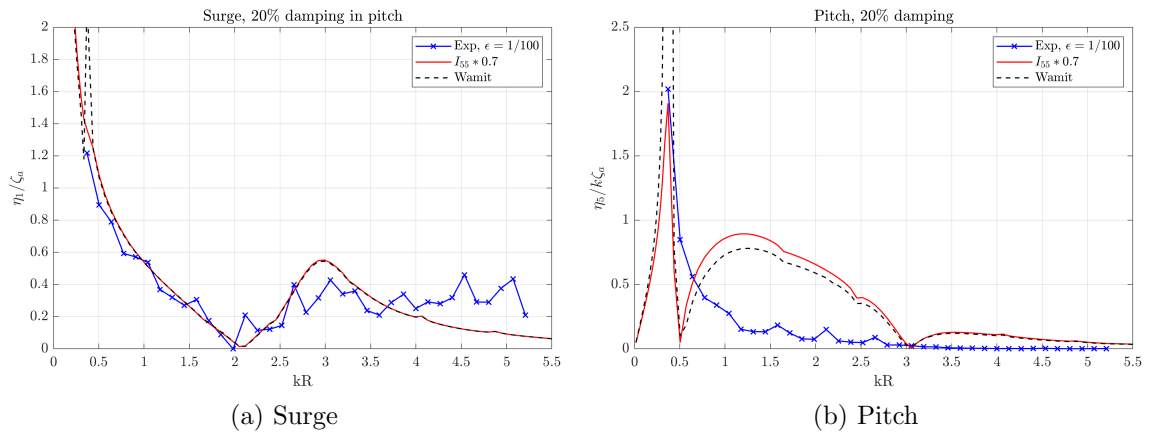 Surge, 20% damping in pitch
2
1.8
1.6
1.4
1.2
1
0.8
0.6
0.4
0.2
0
η₁/ζₐ
Exp, ϵ = 1/100
I₅₅ * 0.7
Wamit
0 0.5 1 1.5 2 2.5 3 3.5 4 4.5 5 5.5
kR
(a) Surge
Pitch, 20% damping
2.5
2
1.5
1
0.5
0
η₅/kζₐ
Exp, ϵ = 1/100
I₅₅ * 0.7
Wamit
0 0.5 1 1.5 2 2.5 3 3.5 4 4.5 5 5.5
kR
(b) Pitch